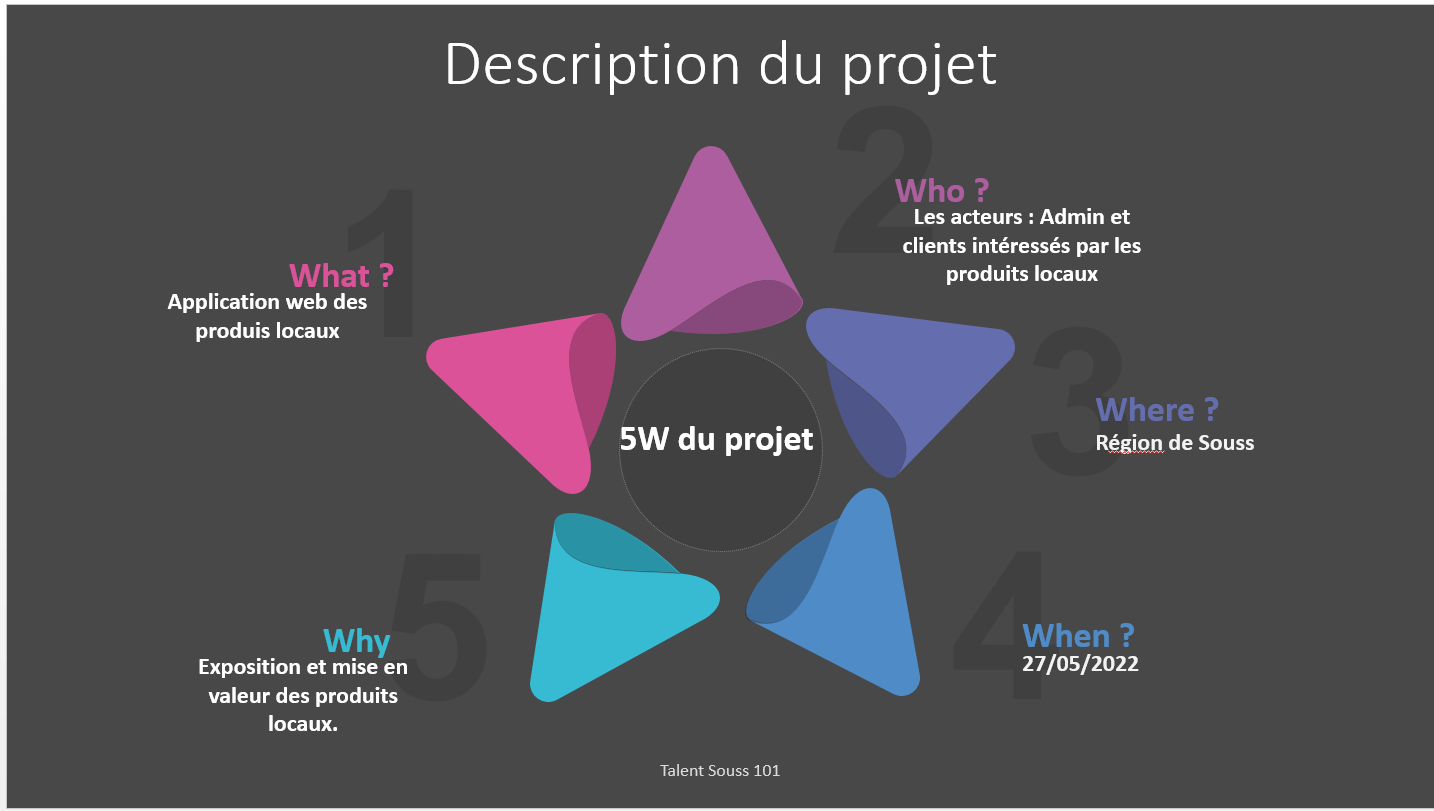 Description du projet
1
What ?
Application web des
produis locaux
2
Who ?
Les acteurs : Admin et
clients intéressés par les
produits locaux
3
Where ?
Région de Souss
4
When ?
27/05/2022
5
Why
Exposition et mise en
valeur des produits
locaux.
5W du projet
Talent Souss 101